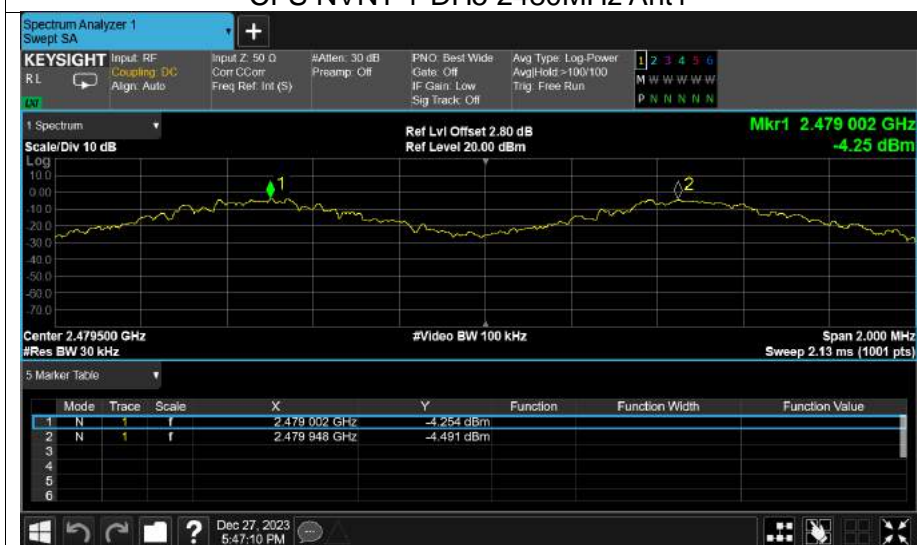 CFS NVNT 1-DH5 2480MHz Ant1
Spectrum Analyzer 1
Swept SA
KEYSIGHT
R L
Input: RF
Coupling: DC
Align: Auto
Input Z: 50 Ω
Corr CCorr
Freq Ref: Int (S)
#Atten: 30 dB
Preamp: Off
PNO: Best Wide
Gate: Off
IF Gain: Low
Sig Track: Off
Avg Type: Log-Power
Avg|Hold:>100/100
Trig: Free Run
1 2 3 4 5 6
M W W W W W
P N N N N N
1 Spectrum
Scale/Div 10 dB
Ref Lvl Offset 2.80 dB
Ref Level 20.00 dBm
Mkr1 2.479 002 GHz
-4.25 dBm
Log
10.0
0.00
-10.0
-20.0
-30.0
-40.0
-50.0
-60.0
-70.0
1
2
Center 2.479500 GHz
#Res BW 30 kHz
#Video BW 100 kHz
Span 2.000 MHz
Sweep 2.13 ms (1001 pts)
5 Marker Table
Mode Trace Scale X Y Function Function Width Function Value
1 N 1 f 2.479 002 GHz -4.254 dBm
2 N 1 f 2.479 948 GHz -4.491 dBm
3
4
5
6
?
Dec 27, 2023
5:47:10 PM